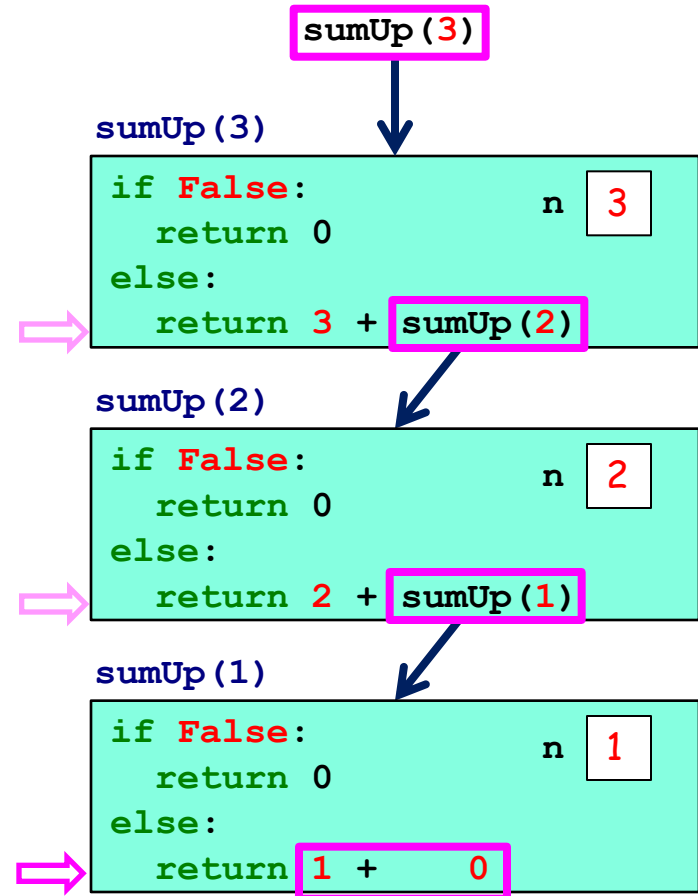 sumUp(3)
sumUp(3)
if False:
n 3
return 0
else:
return 3 + sumUp(2)
sumUp(2)
if False:
n 2
return 0
else:
return 2 + sumUp(1)
sumUp(1)
if False:
n 1
return 0
else:
return 1 + 0